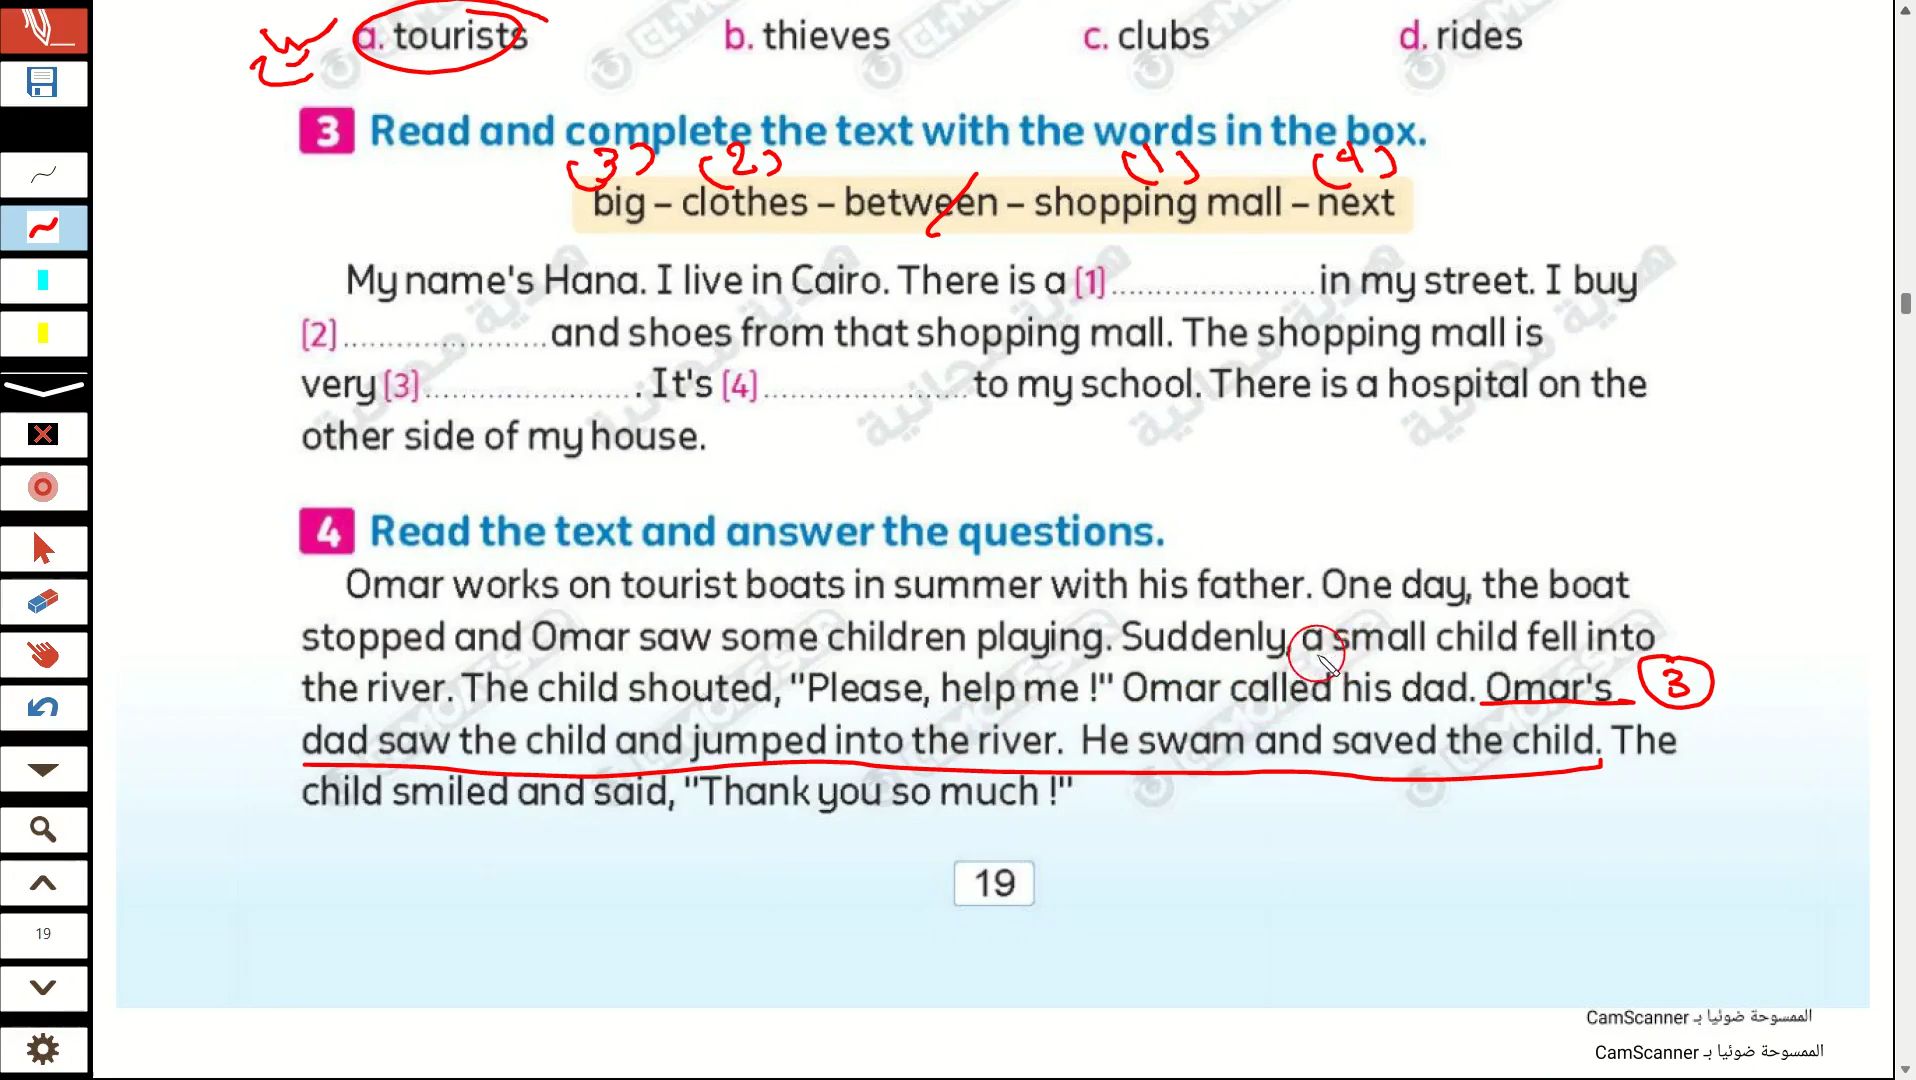 a. tourists b. thieves c. clubs d. rides
3 Read and complete the text with the words in the box.
(3) (2) (1) (4)
big – clothes – between – shopping mall – next
My name's Hana. I live in Cairo. There is a (1) ...................... in my street. I buy
(2) ...................... and shoes from that shopping mall. The shopping mall is
very (3) ...................... . It's (4) ...................... to my school. There is a hospital on the
other side of my house.
4 Read the text and answer the questions.
Omar works on tourist boats in summer with his father. One day, the boat
stopped and Omar saw some children playing. Suddenly, a small child fell into
the river. The child shouted, "Please, help me !" Omar called his dad. Omar's 3
dad saw the child and jumped into the river. He swam and saved the child. The
child smiled and said, "Thank you so much !"
19
19
الممسوحة ضوئيا بـ CamScanner
الممسوحة ضوئيا بـ CamScanner